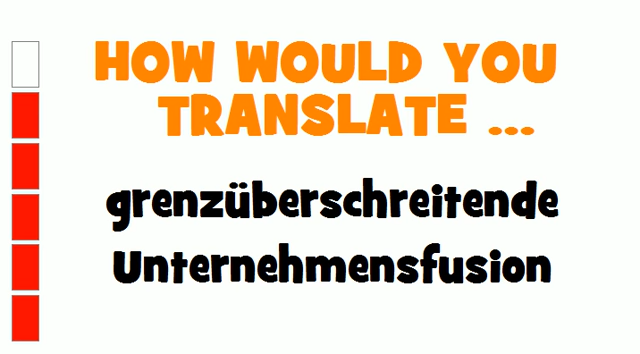 HOW WOULD YOU
TRANSLATE ...
grenzüberschreitende
Unternehmensfusion